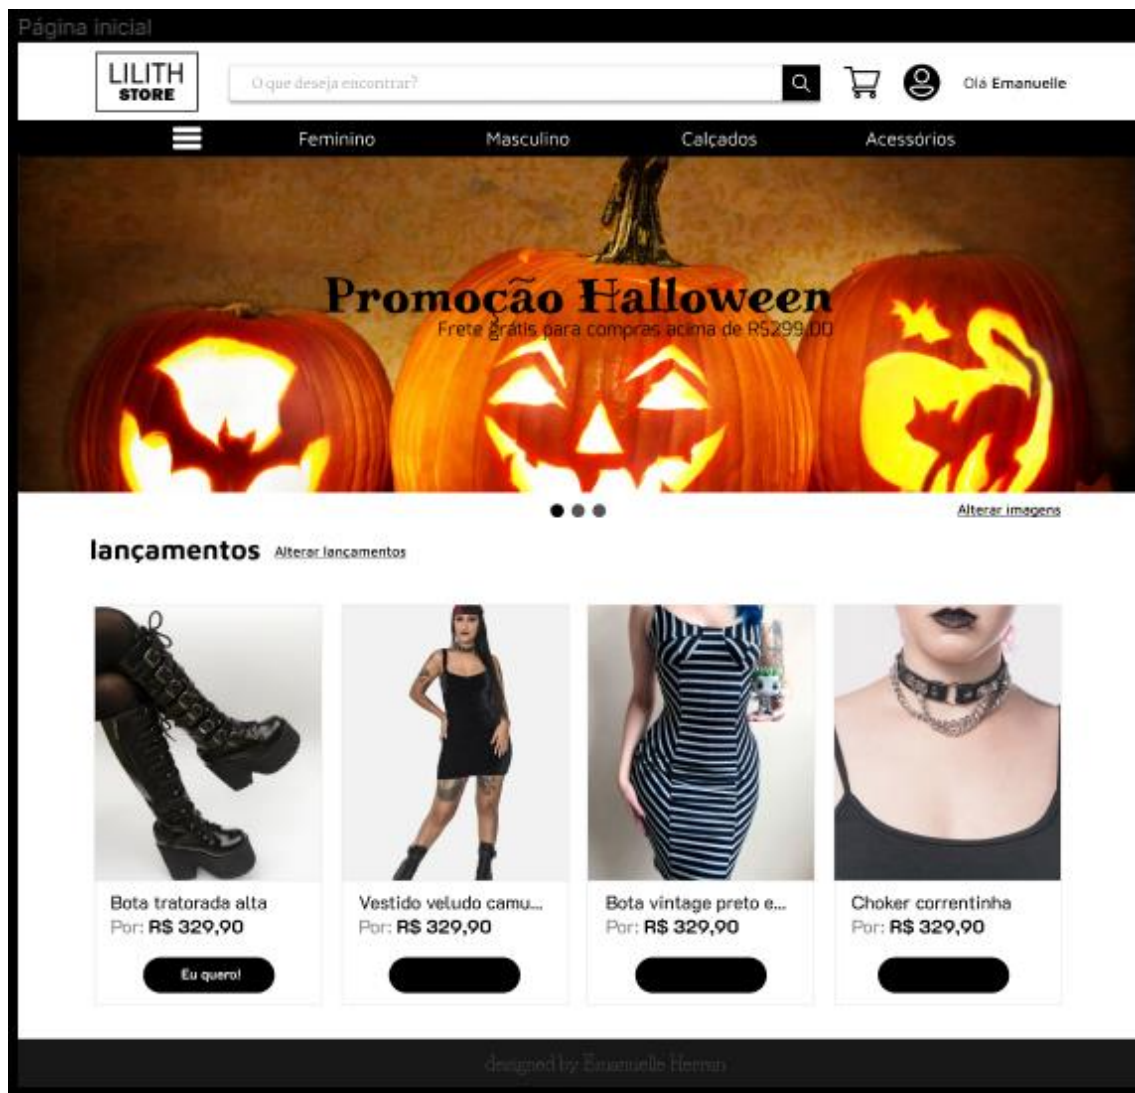 Página inicial
LILITH
STORE
O que deseja encontrar?
Olá Emanuelle
Feminino Masculino Calçados Acessórios
Promoção Halloween
Frete grátis para compras acima de R$299,00
Alterar imagens
lançamentos Alterar lancamentos
Bota tratorada alta
Por: R$ 329,90
Eu quero!
Vestido veludo camu...
Por: R$ 329,90
Bota vintage preto e...
Por: R$ 329,90
Choker correntinha
Por: R$ 329,90
designed by Emanuelle Herran